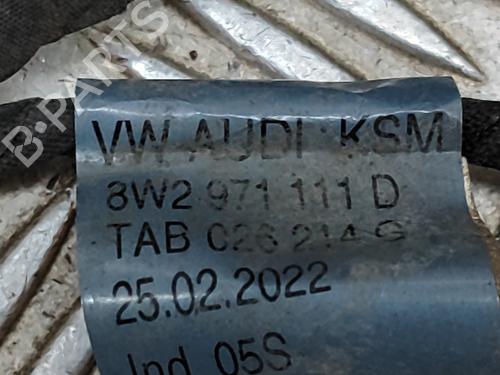 B-PARTS
VW AUDI KSM
8W2 971 111 D
TAB 026 214 G
25.02.2022
Ind. 05S